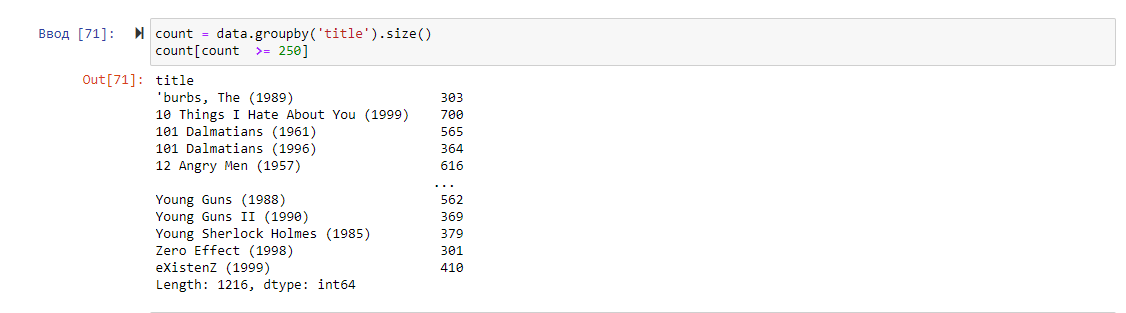 Ввод [71]: count = data.groupby('title').size()
count[count  >= 250]
Out[71]: title
'burbs, The (1989)                   303
10 Things I Hate About You (1999)    700
101 Dalmatians (1961)                565
101 Dalmatians (1996)                364
12 Angry Men (1957)                  616
...
Young Guns (1988)                    562
Young Guns II (1990)                 369
Young Sherlock Holmes (1985)         379
Zero Effect (1998)                   301
eXistenZ (1999)                      410
Length: 1216, dtype: int64